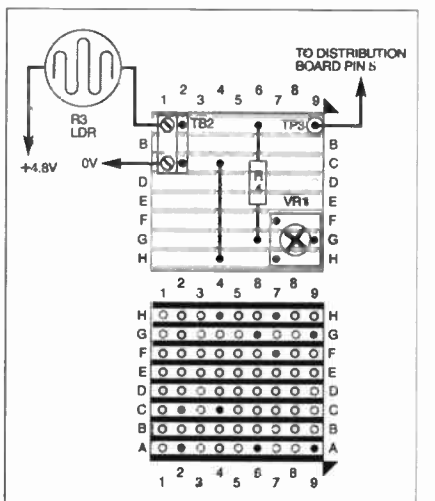 TO DISTRIBUTION
BOARD PIN 5
R3
LDR
+4.8V
0V
1 2 3 4 5 6 7 8 9
TB2
TP3
B B
C
D D
E E
F F
G G
H H
R
4
VR1
2 4 6 8
1 3 5 7 9
H H
G G
F F
E E
D D
C C
B B
A A
2 4 6 8
1 3 5 7 9